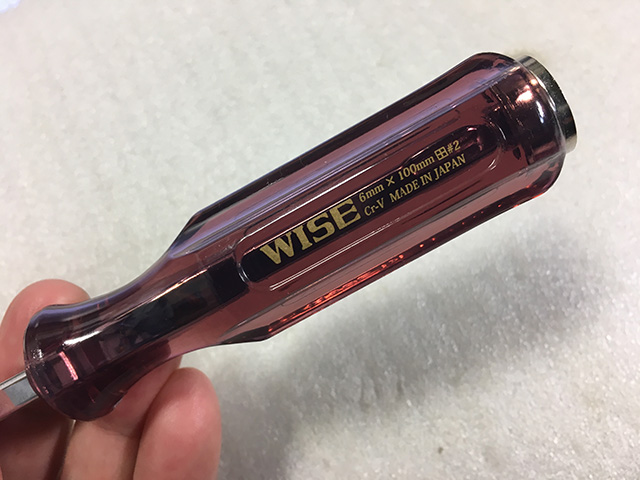 WISE
6mm × 100mm ⊞#2
Cr-V MADE IN JAPAN